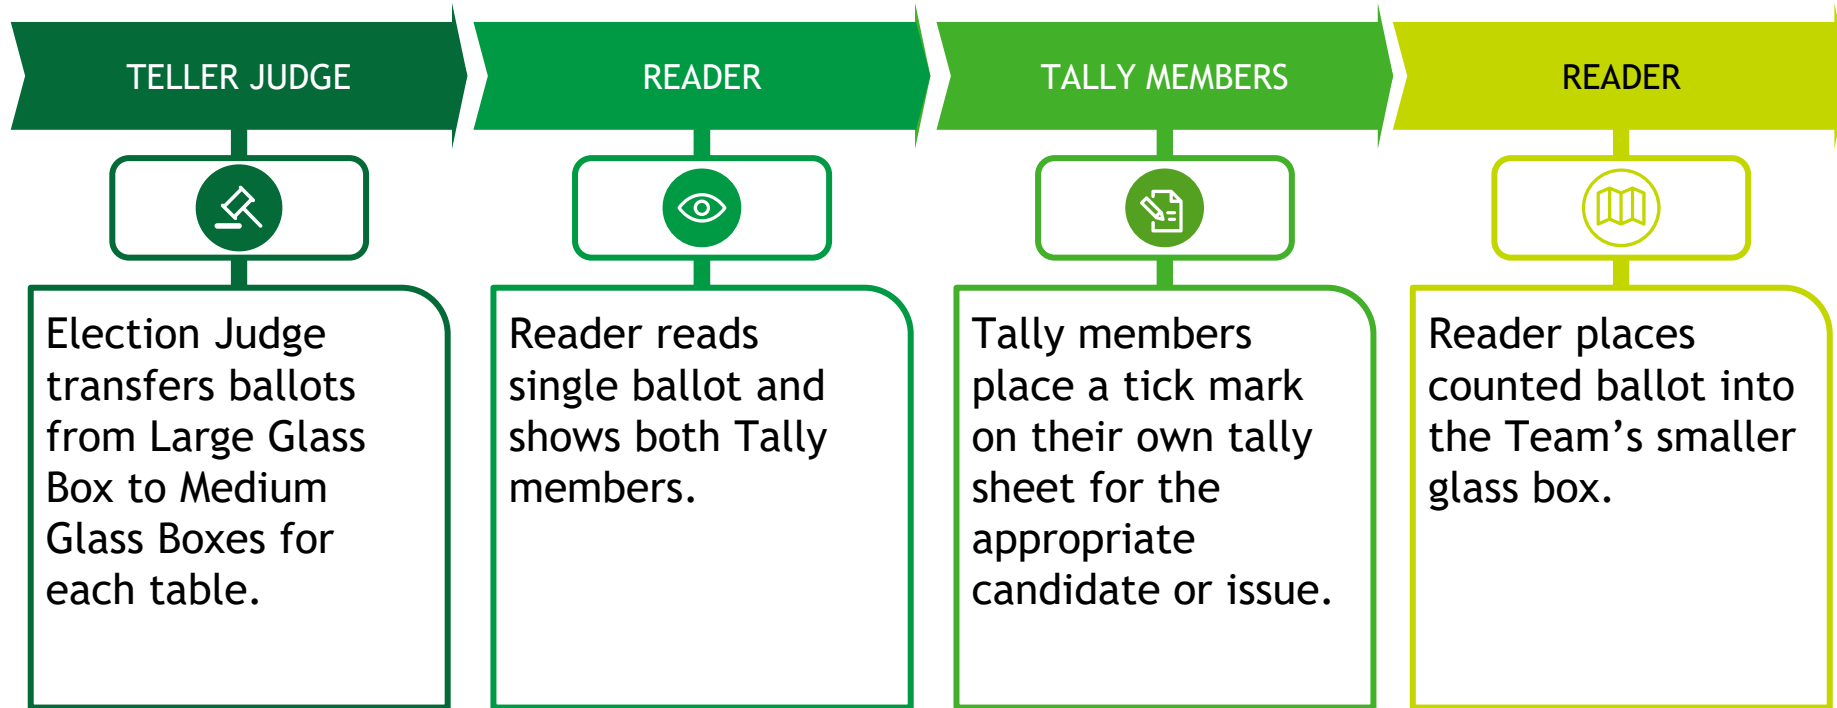 TELLER JUDGE
READER
TALLY MEMBERS
READER
Election Judge
transfers ballots
from Large Glass
Box to Medium
Glass Boxes for
each table.
Reader reads
single ballot and
shows both Tally
members.
Tally members
place a tick mark
on their own tally
sheet for the
appropriate
candidate or issue.
Reader places
counted ballot into
the Team’s smaller
glass box.